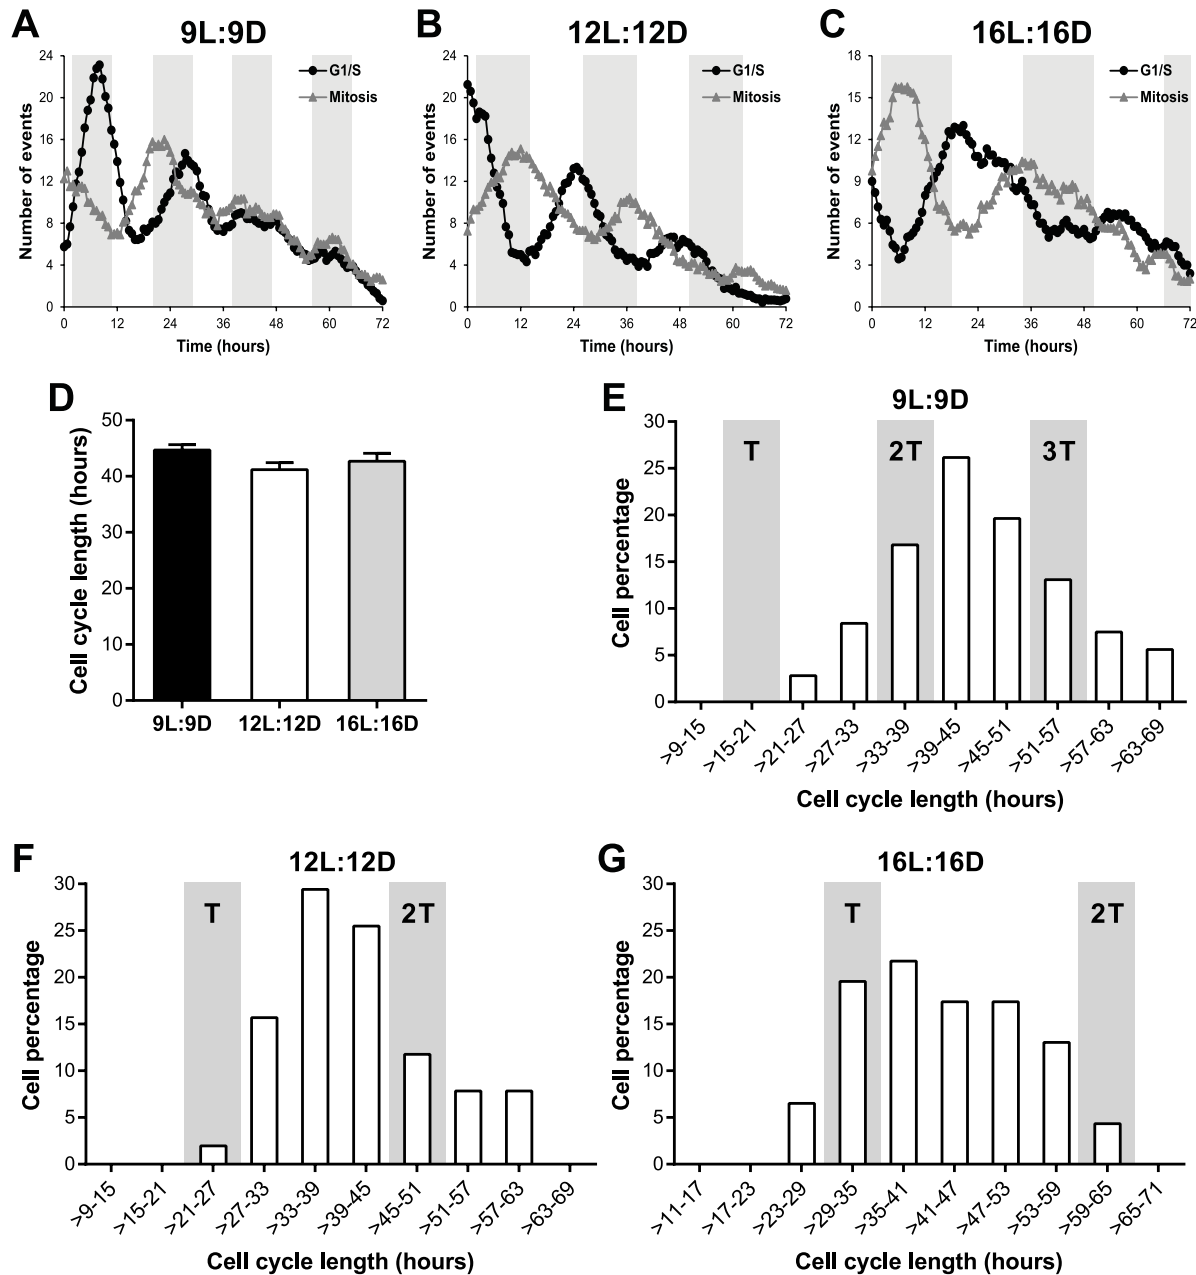 A
9L:9D
24
20
16
12
8
4
0
0 12 24 36 48 60 72
Number of events
Time (hours)
G1/S
Mitosis
B
12L:12D
24
20
16
12
8
4
0
0 12 24 36 48 60 72
Number of events
Time (hours)
G1/S
Mitosis
C
16L:16D
18
15
12
9
6
3
0
0 12 24 36 48 60 72
Number of events
Time (hours)
G1/S
Mitosis
D
50
40
30
20
10
0
Cell cycle length (hours)
9L:9D 12L:12D 16L:16D
E
9L:9D
30
25
20
15
10
5
0
Cell percentage
T 2T 3T
>9-15 >15-21 >21-27 >27-33 >33-39 >39-45 >45-51 >51-57 >57-63 >63-69
Cell cycle length (hours)
F
12L:12D
30
25
20
15
10
5
0
Cell percentage
T 2T
>9-15 >15-21 >21-27 >27-33 >33-39 >39-45 >45-51 >51-57 >57-63 >63-69
Cell cycle length (hours)
G
16L:16D
30
25
20
15
10
5
0
Cell percentage
T 2T
>11-17 >17-23 >23-29 >29-35 >35-41 >41-47 >47-53 >53-59 >59-65 >65-71
Cell cycle length (hours)